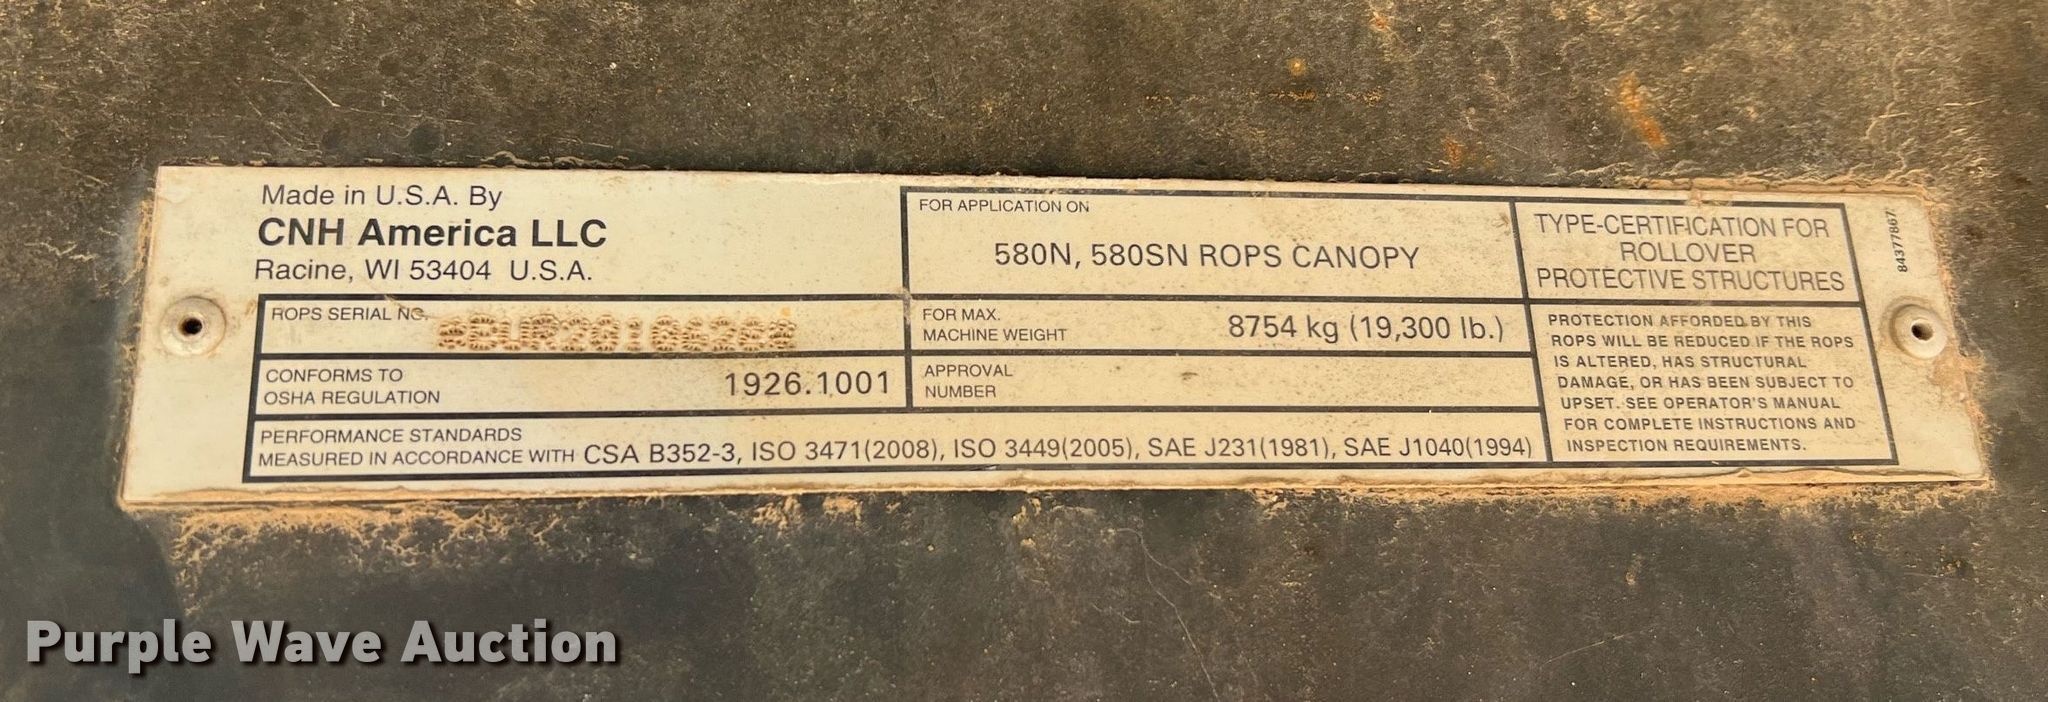 Made in U.S.A. By
CNH America LLC
Racine, WI 53404 U.S.A.
ROPS SERIAL NO.
CONFORMS TO
OSHA REGULATION
1926.1001
FOR APPLICATION ON
580N, 580SN ROPS CANOPY
FOR MAX.
MACHINE WEIGHT
8754 kg (19,300 lb.)
APPROVAL
NUMBER
PERFORMANCE STANDARDS
MEASURED IN ACCORDANCE WITH CSA B352-3, ISO 3471(2008), ISO 3449(2005), SAE J231(1981), SAE J1040(1994)
TYPE-CERTIFICATION FOR
ROLLOVER
PROTECTIVE STRUCTURES
PROTECTION AFFORDED BY THIS
ROPS WILL BE REDUCED IF THE ROPS
IS ALTERED, HAS STRUCTURAL
DAMAGE, OR HAS BEEN SUBJECT TO
UPSET. SEE OPERATOR'S MANUAL
FOR COMPLETE INSTRUCTIONS AND
INSPECTION REQUIREMENTS.
Purple Wave Auction